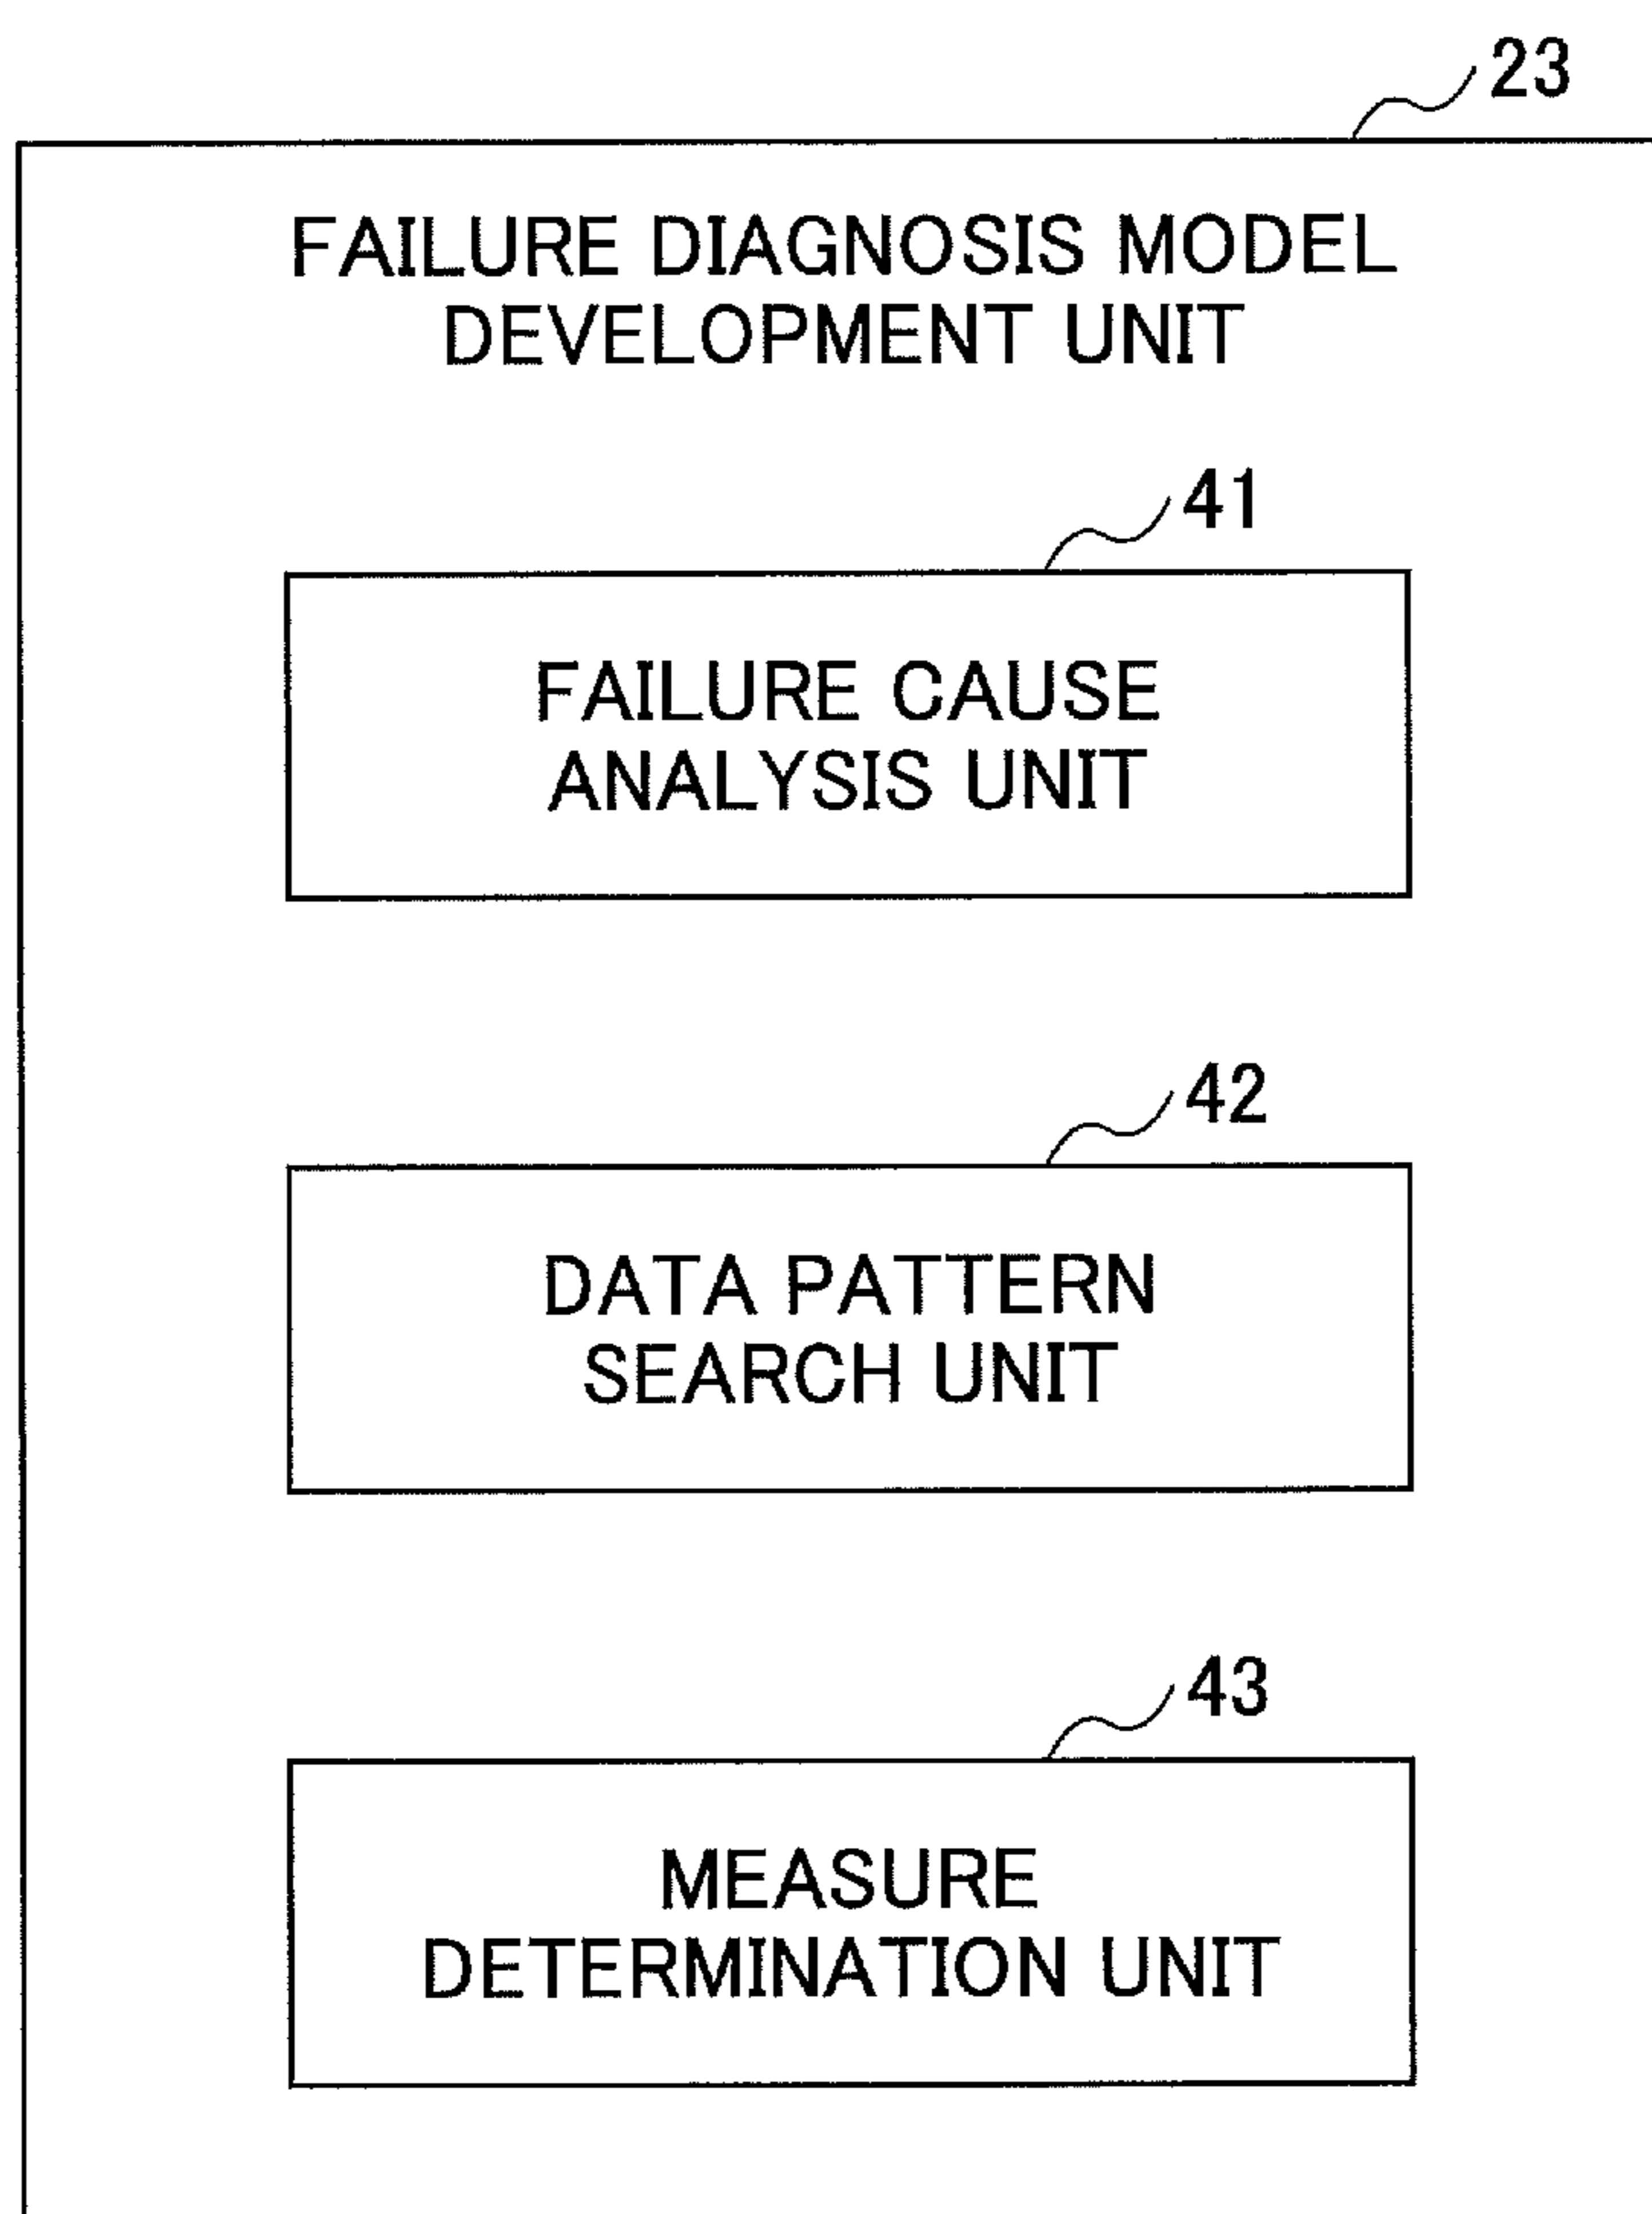 23
FAILURE DIAGNOSIS MODEL
DEVELOPMENT UNIT
41
FAILURE CAUSE
ANALYSIS UNIT
42
DATA PATTERN
SEARCH UNIT
43
MEASURE
DETERMINATION UNIT